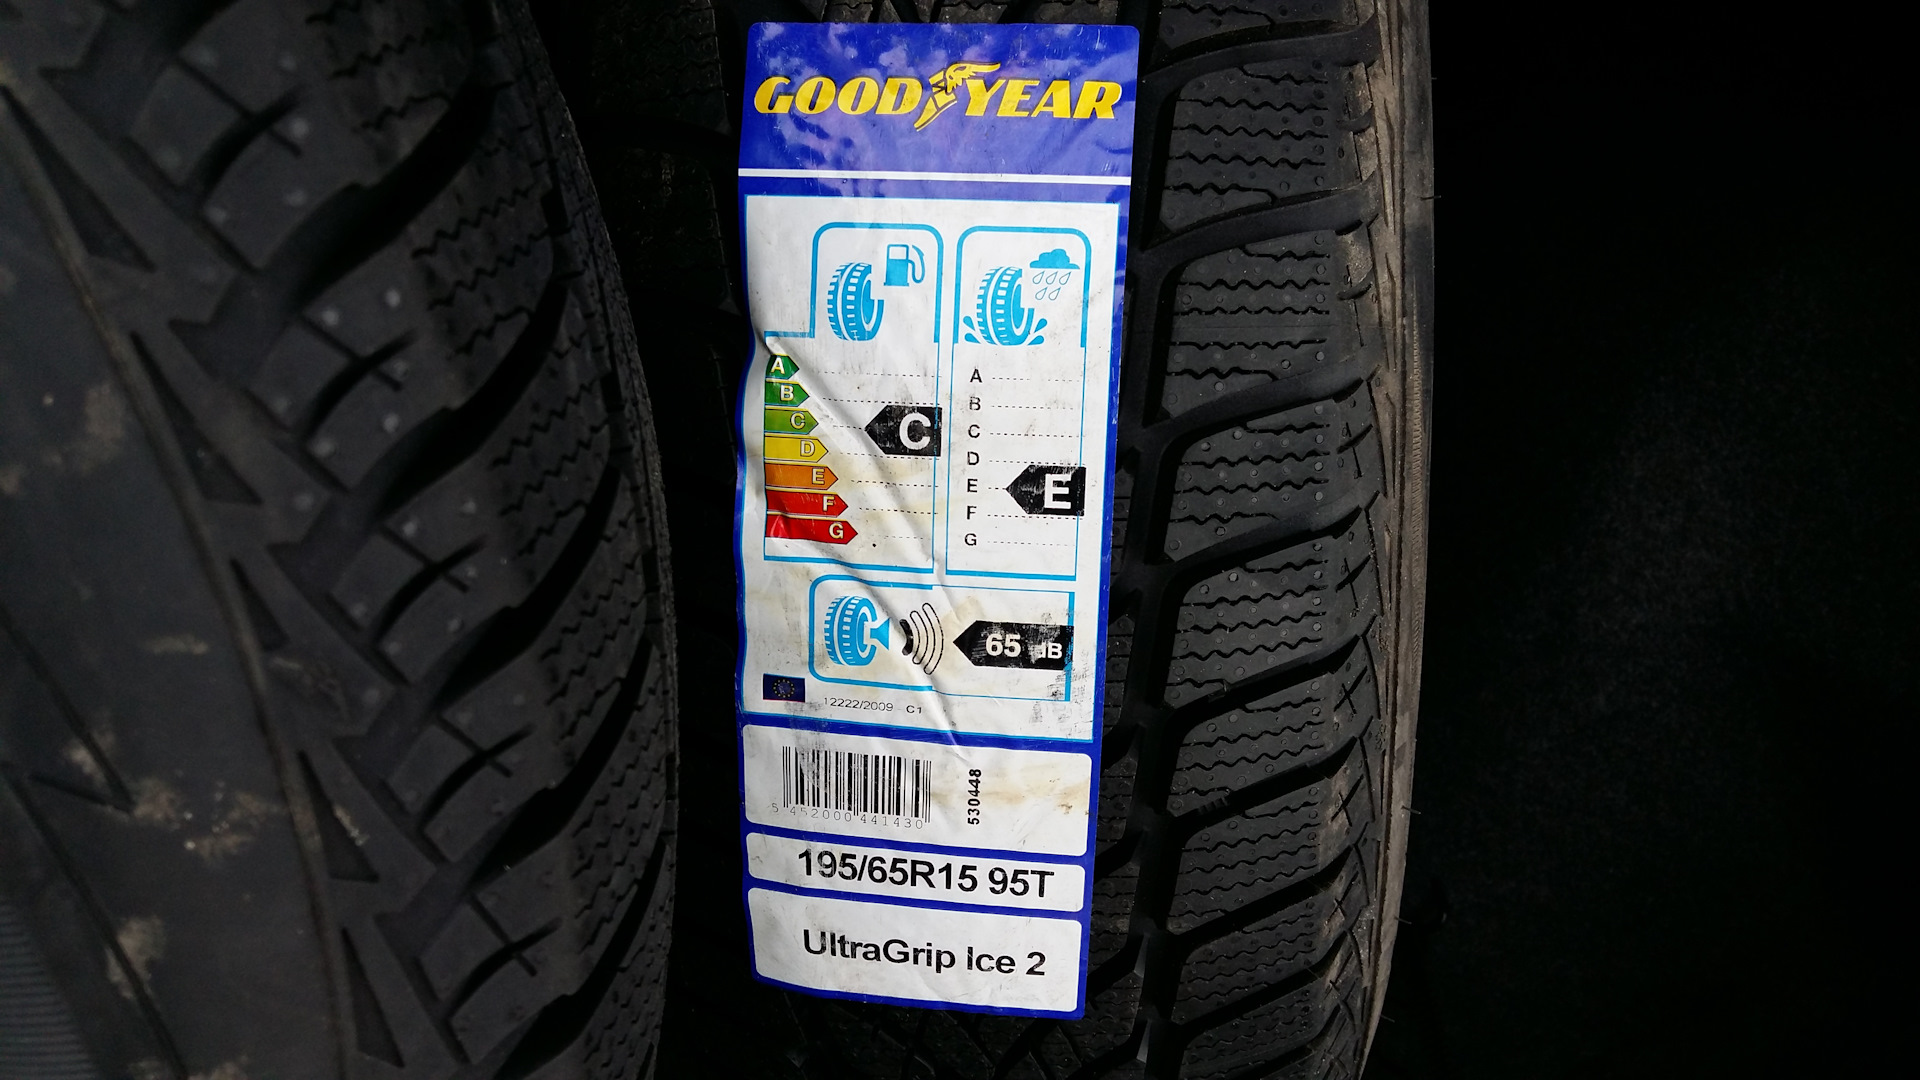 GOODYEAR
A
B
C
D
E
F
G
C
A
B
C
D
E
F
G
E
65 dB
12222/2009 - C1
5 452000 441430
530448
195/65R15 95T
UltraGrip Ice 2